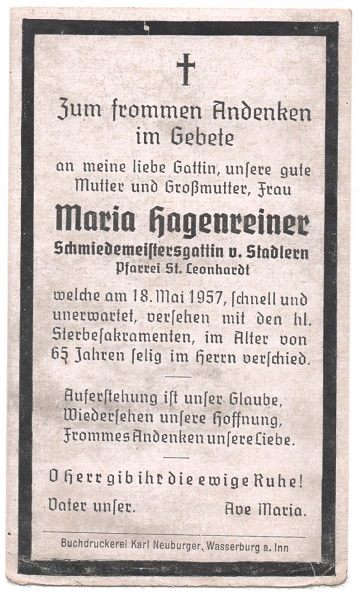 Zum frommen Andenken
im Gebete
an meine liebe Gattin, unsere gute
Mutter und Großmutter, Frau
Maria Hagenreiner
Schmiedemeistersgattin v. Stadlern
Pfarrei St. Leonhardt
welche am 18. Mai 1957, schnell und
unerwartet, versehen mit den hl.
Sterbesakramenten, im Alter von
65 Jahren selig im Herrn verschied.
Auferstehung ist unser Glaube,
Wiedersehen unsere Hoffnung,
Frommes Andenken unsere Liebe.
O Herr gib ihr die ewige Ruhe!
Vater unser. Ave Maria.
Buchdruckerei Karl Neuburger, Wasserburg a. Inn